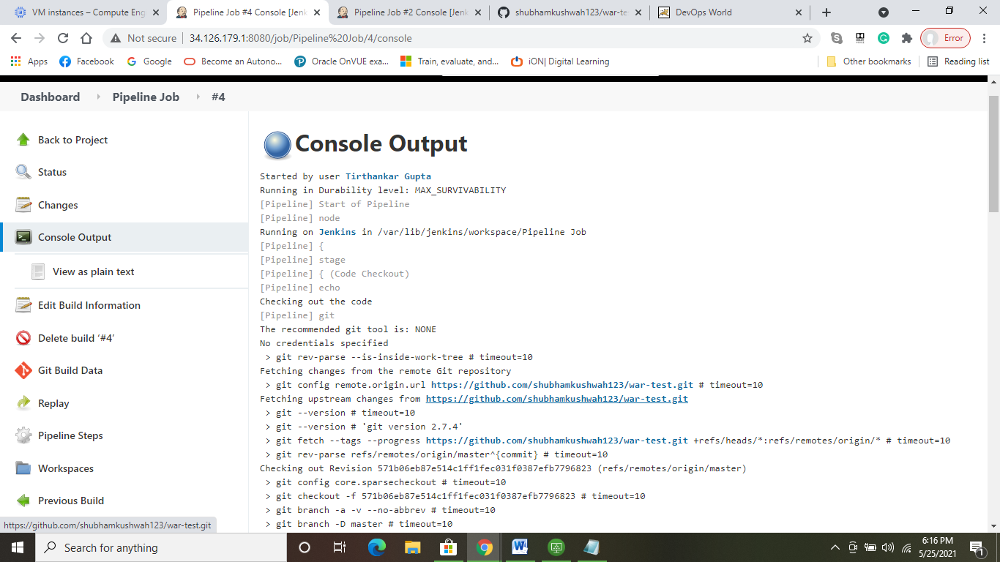 VM instances – Compute Eng
Pipeline Job #4 Console [Jenk
Pipeline Job #2 Console [Jenk
shubhamkushwah123/war-te
DevOps World
Not secure
34.126.179.1:8080/job/Pipeline%20Job/4/console
Error
Apps
Facebook
Google
Become an Autono...
Oracle OnVUE exa...
Train, evaluate, and...
iON| Digital Learning
Other bookmarks
Reading list
Dashboard
Pipeline Job
#4
Back to Project
Status
Changes
Console Output
View as plain text
Edit Build Information
Delete build ‘#4’
Git Build Data
Replay
Pipeline Steps
Workspaces
Previous Build
Console Output
Started by user Tirthankar Gupta
Running in Durability level: MAX_SURVIVABILITY
[Pipeline] Start of Pipeline
[Pipeline] node
Running on Jenkins in /var/lib/jenkins/workspace/Pipeline Job
[Pipeline] {
[Pipeline] stage
[Pipeline] { (Code Checkout)
[Pipeline] echo
Checking out the code
[Pipeline] git
The recommended git tool is: NONE
No credentials specified
> git rev-parse --is-inside-work-tree # timeout=10
Fetching changes from the remote Git repository
> git config remote.origin.url https://github.com/shubhamkushwah123/war-test.git # timeout=10
Fetching upstream changes from https://github.com/shubhamkushwah123/war-test.git
> git --version # timeout=10
> git --version # 'git version 2.7.4'
> git fetch --tags --progress https://github.com/shubhamkushwah123/war-test.git +refs/heads/*:refs/remotes/origin/* # timeout=10
> git rev-parse refs/remotes/origin/master^{commit} # timeout=10
Checking out Revision 571b06eb87e514c1ff1fec031f0387efb7796823 (refs/remotes/origin/master)
> git config core.sparsecheckout # timeout=10
> git checkout -f 571b06eb87e514c1ff1fec031f0387efb7796823 # timeout=10
> git branch -a -v --no-abbrev # timeout=10
> git branch -D master # timeout=10
https://github.com/shubhamkushwah123/war-test.git
Search for anything
6:16 PM
5/25/2021
1